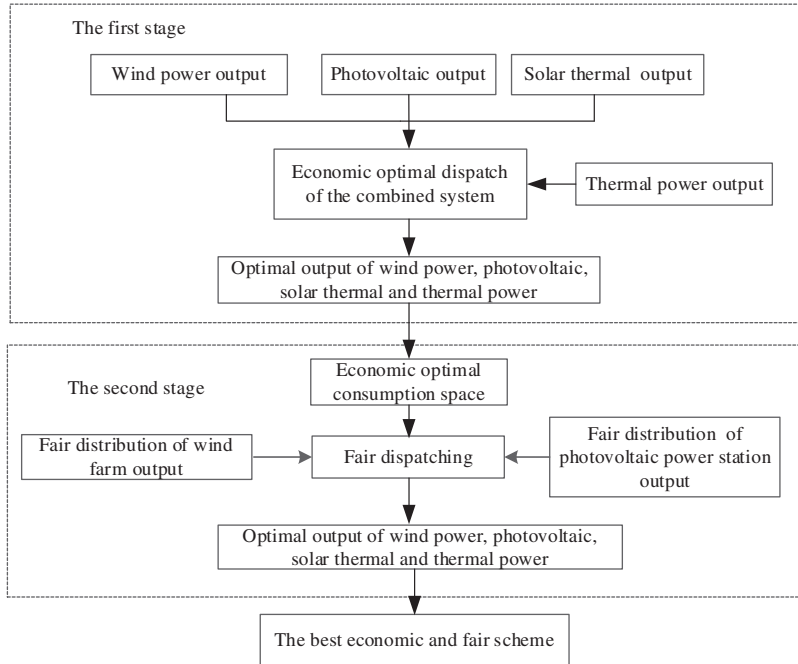 The first stage
Wind power output
Photovoltaic output
Solar thermal output
Economic optimal dispatch
of the combined system
Thermal power output
Optimal output of wind power, photovoltaic,
solar thermal and thermal power
The second stage
Economic optimal
consumption space
Fair distribution of wind
farm output
Fair dispatching
Fair distribution of
photovoltaic power station
output
Optimal output of wind power, photovoltaic,
solar thermal and thermal power
The best economic and fair scheme